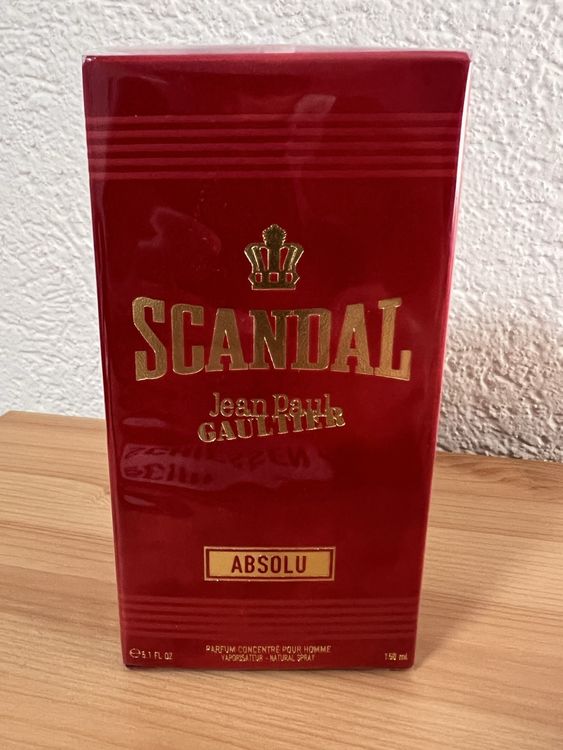 SCANDAL
Jean Paul
GAULTIER
ABSOLU
PARFUM CONCENTRÉ POUR HOMME
℮ 5.1 FL OZ VAPORISATEUR - NATURAL SPRAY 150 mL